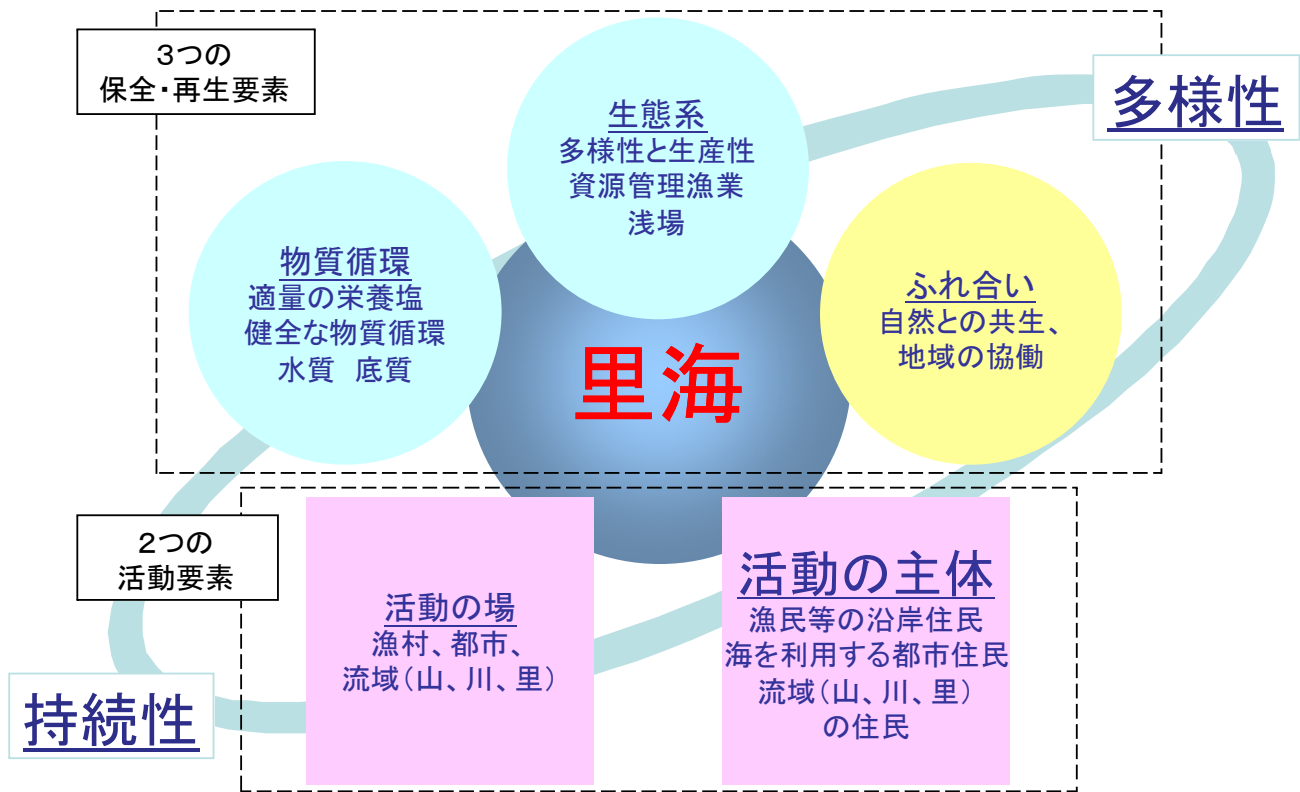 3つの
保全・再生要素
多様性
生態系
多様性と生産性
資源管理漁業
浅場
物質循環
適量の栄養塩
健全な物質循環
水質　底質
ふれ合い
自然との共生、
地域の協働
里海
2つの
活動要素
活動の場
漁村、都市、
流域（山、川、里）
活動の主体
漁民等の沿岸住民
海を利用する都市住民
流域（山、川、里）
の住民
持続性